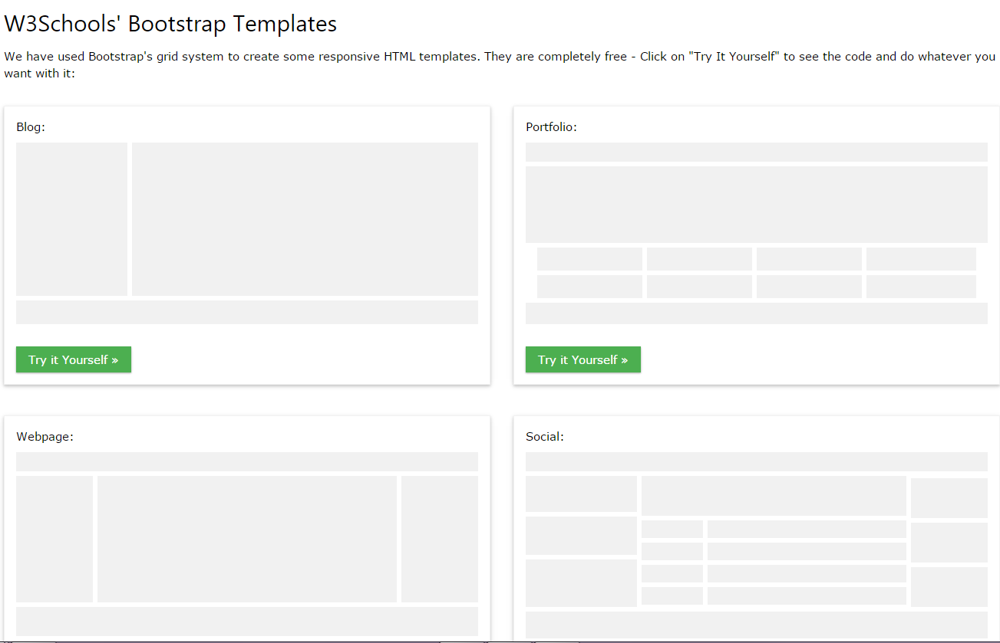 W3Schools' Bootstrap Templates
We have used Bootstrap's grid system to create some responsive HTML templates. They are completely free - Click on "Try It Yourself" to see the code and do whatever you
want with it:
Blog:
Try it Yourself »
Portfolio:
Try it Yourself »
Webpage:
Social: